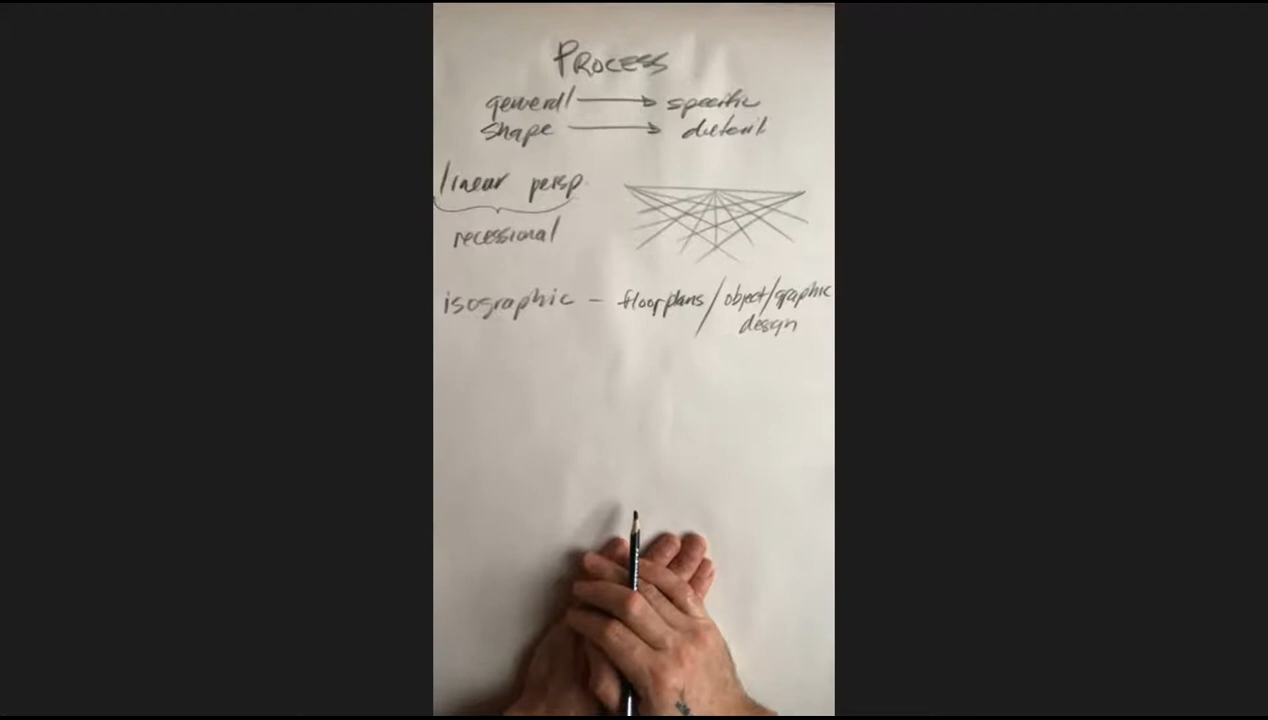 PROCESS
general → specific
shape → detail
linear persp.
recessional
isographic - floorplans/object/graphic
design